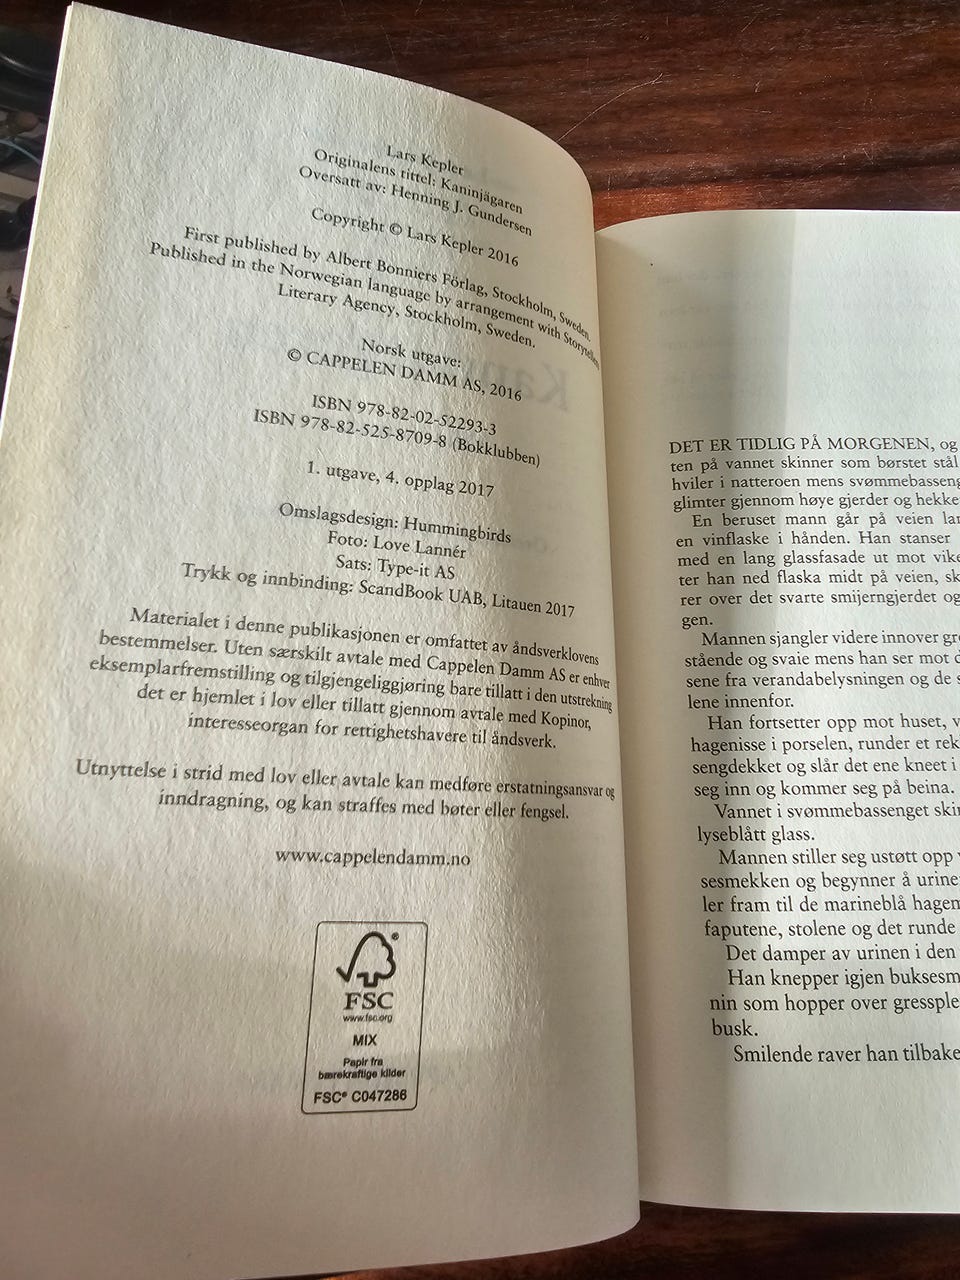 Lars Kepler
Originalens tittel: Kaninjägaren
Oversatt av: Henning J. Gundersen
Copyright © Lars Kepler 2016
First published by Albert Bonniers Förlag, Stockholm, Sweden.
Published in the Norwegian language by arrangement with Storytellers
Literary Agency, Stockholm, Sweden.
Norsk utgave:
© CAPPELEN DAMM AS, 2016
ISBN 978-82-02-52293-3
ISBN 978-82-525-8709-8 (Bokklubben)
1. utgave, 4. opplag 2017
Omslagsdesign: Hummingbirds
Foto: Love Lannér
Sats: Type-it AS
Trykk og innbinding: ScandBook UAB, Litauen 2017
Materialet i denne publikasjonen er omfattet av åndsverklovens
bestemmelser. Uten særskilt avtale med Cappelen Damm AS er enhver
eksemplarfremstilling og tilgjengeliggjøring bare tillatt i den utstrekning
det er hjemlet i lov eller tillatt gjennom avtale med Kopinor,
interesseorgan for rettighetshavere til åndsverk.
Utnyttelse i strid med lov eller avtale kan medføre erstatningsansvar og
inndragning, og kan straffes med bøter eller fengsel.
www.cappelendamm.no
FSC®
www.fsc.org
MIX
Papir fra
bærekraftige kilder
FSC® C047286
DET ER TIDLIG PÅ MORGENEN, og
ten på vannet skinner som børstet stål
hviler i natteroen mens svømmebasseng
glimter gjennom høye gjerder og hekke
En beruset mann går på veien lan
en vinflaske i hånden. Han stanser
med en lang glassfasade ut mot vike
ter han ned flaska midt på veien, sk
rer over det svarte smijerngjerdet og
gen.
Mannen sjangler videre innover gr
stående og svaie mens han ser mot d
sene fra verandabelysningen og de s
lene innenfor.
Han fortsetter opp mot huset, v
hagenisse i porselen, runder et rek
sengdekket og slår det ene kneet i
seg inn og kommer seg på beina.
Vannet i svømmebassenget skin
lyseblått glass.
Mannen stiller seg ustøtt opp v
sesmekken og begynner å urine
ler fram til de marineblå hagem
faputene, stolene og det runde
Det damper av urinen i den
Han knepper igjen buksesm
nin som hopper over gressple
busk.
Smilende raver han tilbake